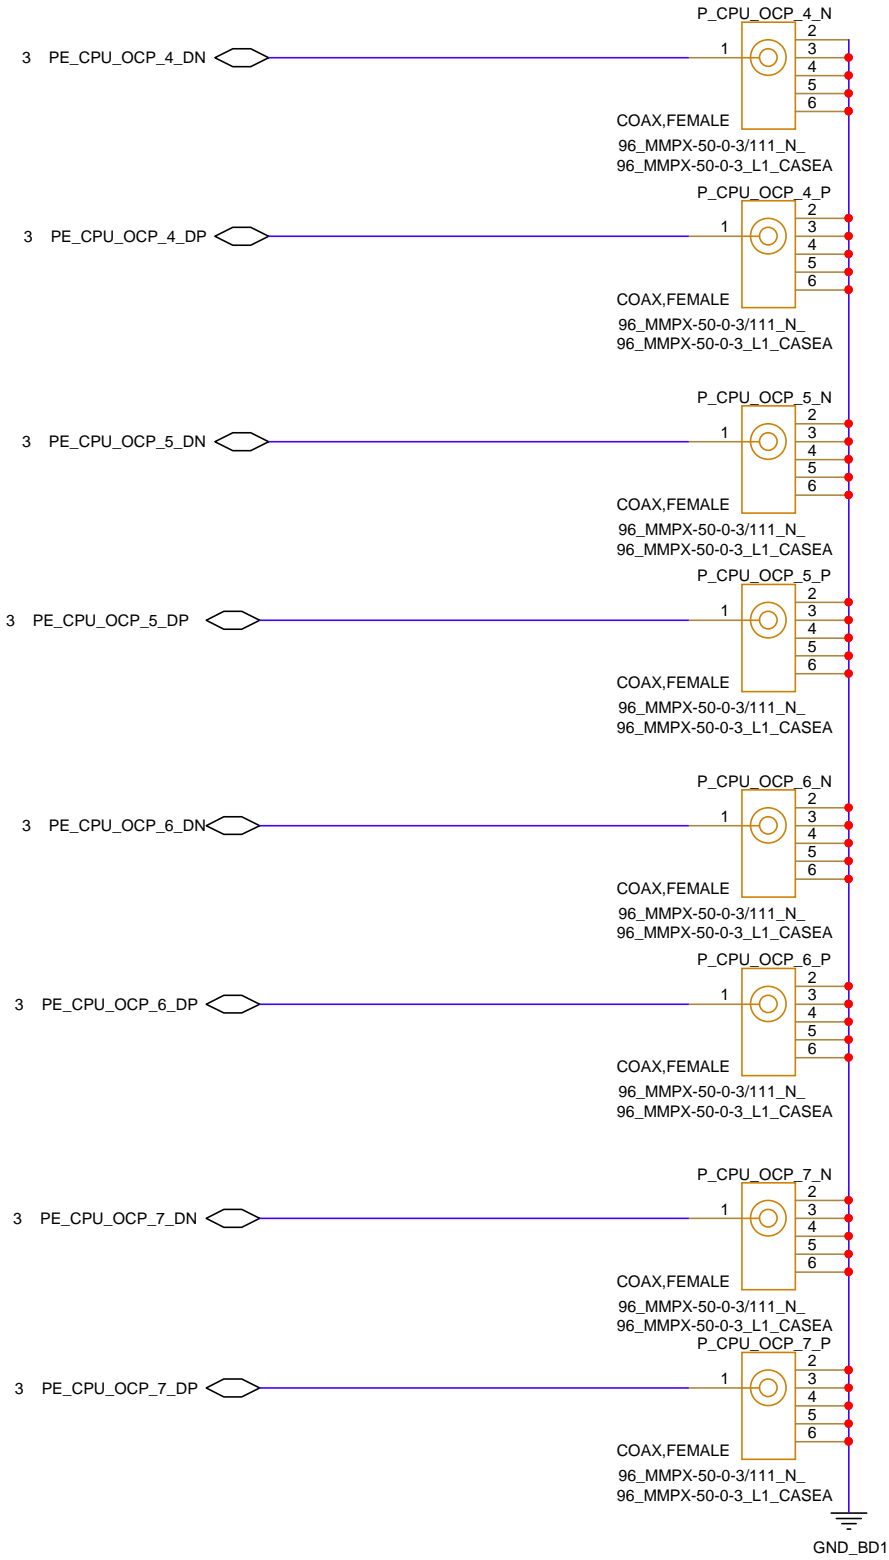 P_CPU_OCP_4_N
3 PE_CPU_OCP_4_DN 1 2
3
4
5
6
COAX,FEMALE
96_MMPX-50-0-3/111_N_
96_MMPX-50-0-3_L1_CASEA
P_CPU_OCP_4_P
3 PE_CPU_OCP_4_DP 1 2
3
4
5
6
COAX,FEMALE
96_MMPX-50-0-3/111_N_
96_MMPX-50-0-3_L1_CASEA
P_CPU_OCP_5_N
3 PE_CPU_OCP_5_DN 1 2
3
4
5
6
COAX,FEMALE
96_MMPX-50-0-3/111_N_
96_MMPX-50-0-3_L1_CASEA
P_CPU_OCP_5_P
3 PE_CPU_OCP_5_DP 1 2
3
4
5
6
COAX,FEMALE
96_MMPX-50-0-3/111_N_
96_MMPX-50-0-3_L1_CASEA
P_CPU_OCP_6_N
3 PE_CPU_OCP_6_DN 1 2
3
4
5
6
COAX,FEMALE
96_MMPX-50-0-3/111_N_
96_MMPX-50-0-3_L1_CASEA
P_CPU_OCP_6_P
3 PE_CPU_OCP_6_DP 1 2
3
4
5
6
COAX,FEMALE
96_MMPX-50-0-3/111_N_
96_MMPX-50-0-3_L1_CASEA
P_CPU_OCP_7_N
3 PE_CPU_OCP_7_DN 1 2
3
4
5
6
COAX,FEMALE
96_MMPX-50-0-3/111_N_
96_MMPX-50-0-3_L1_CASEA
P_CPU_OCP_7_P
3 PE_CPU_OCP_7_DP 1 2
3
4
5
6
COAX,FEMALE
96_MMPX-50-0-3/111_N_
96_MMPX-50-0-3_L1_CASEA
GND_BD1